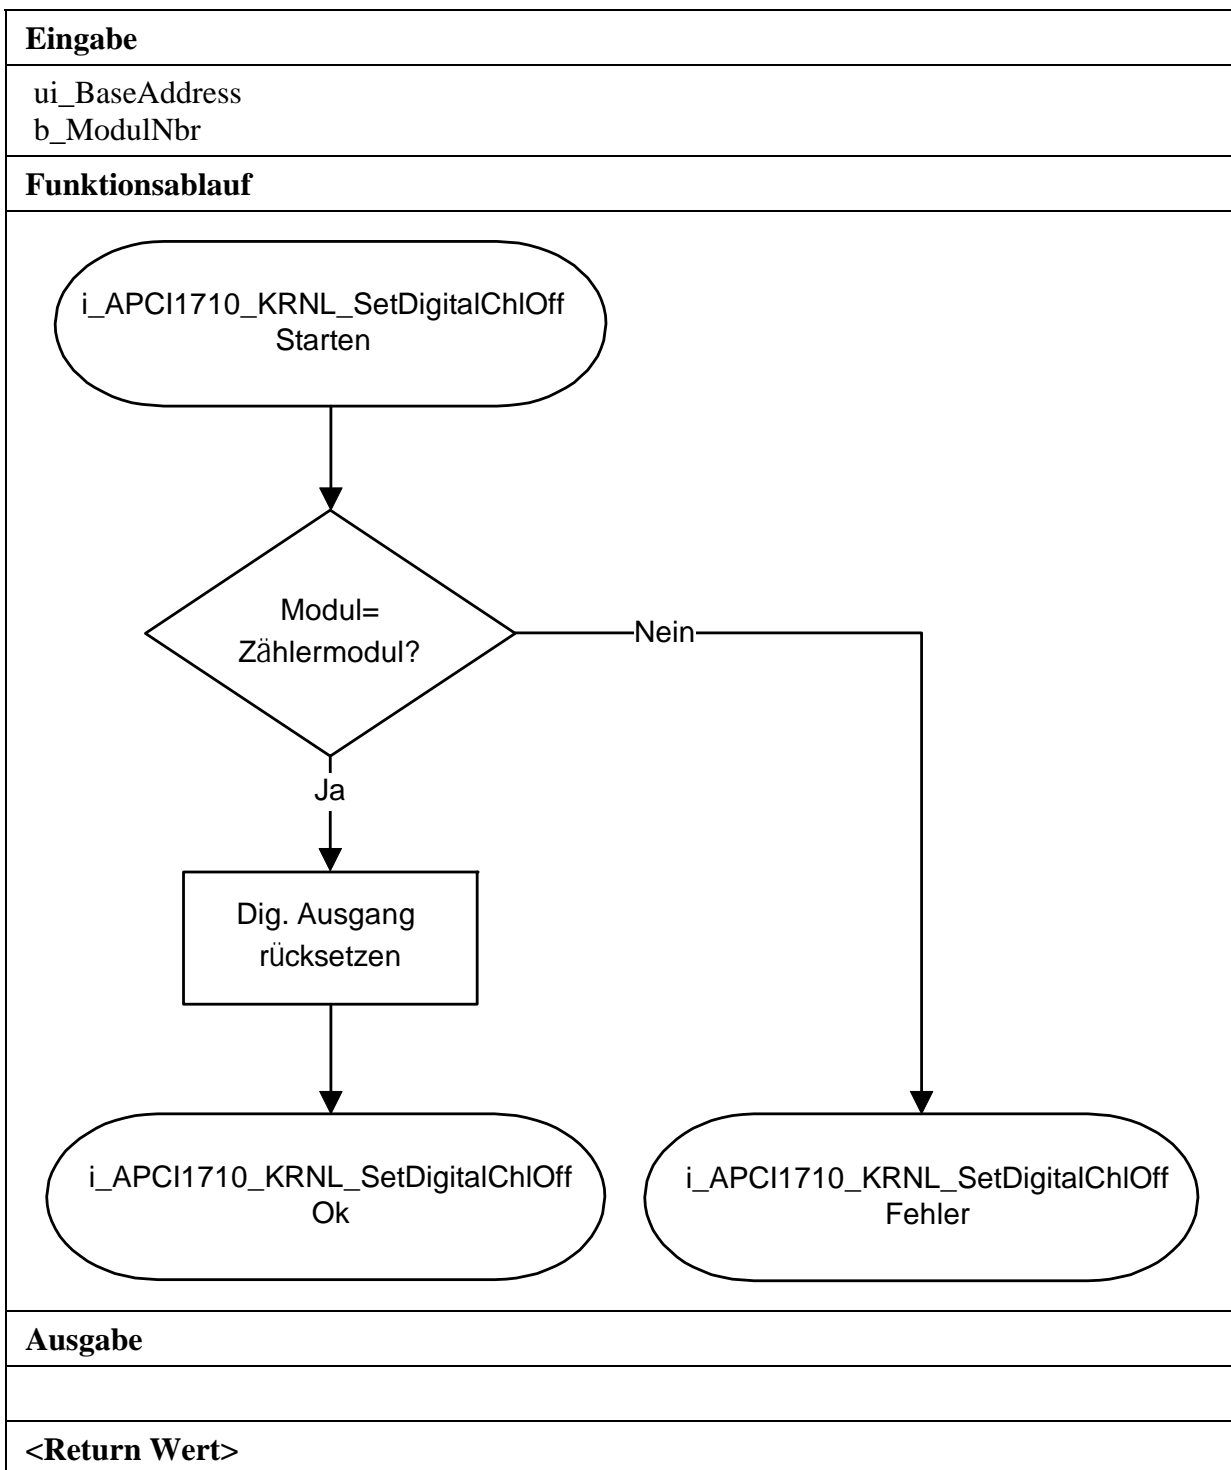 Eingabe
ui_BaseAddress
b_ModulNbr
Funktionsablauf
i_APCI1710_KRNL_SetDigitalChlOff
Starten
Modul=
Zählermodul?
Nein
Ja
Dig. Ausgang
rücksetzen
i_APCI1710_KRNL_SetDigitalChlOff
Ok
i_APCI1710_KRNL_SetDigitalChlOff
Fehler
Ausgabe
<Return Wert>